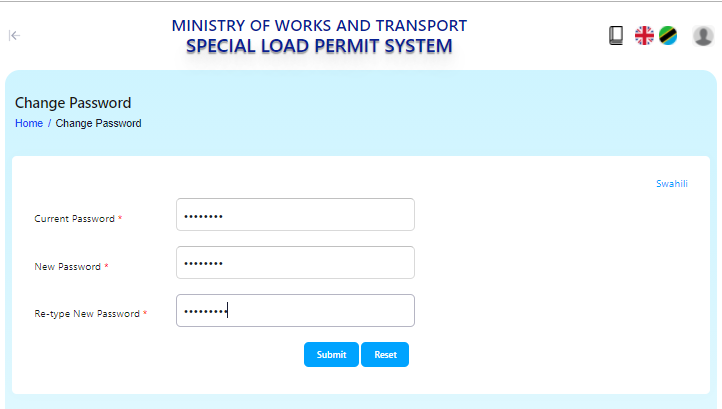 MINISTRY OF WORKS AND TRANSPORT
SPECIAL LOAD PERMIT SYSTEM
Change Password
Home / Change Password
Swahili
Current Password * ••••••••
New Password * ••••••••
Re-type New Password * •••••••••
Submit Reset